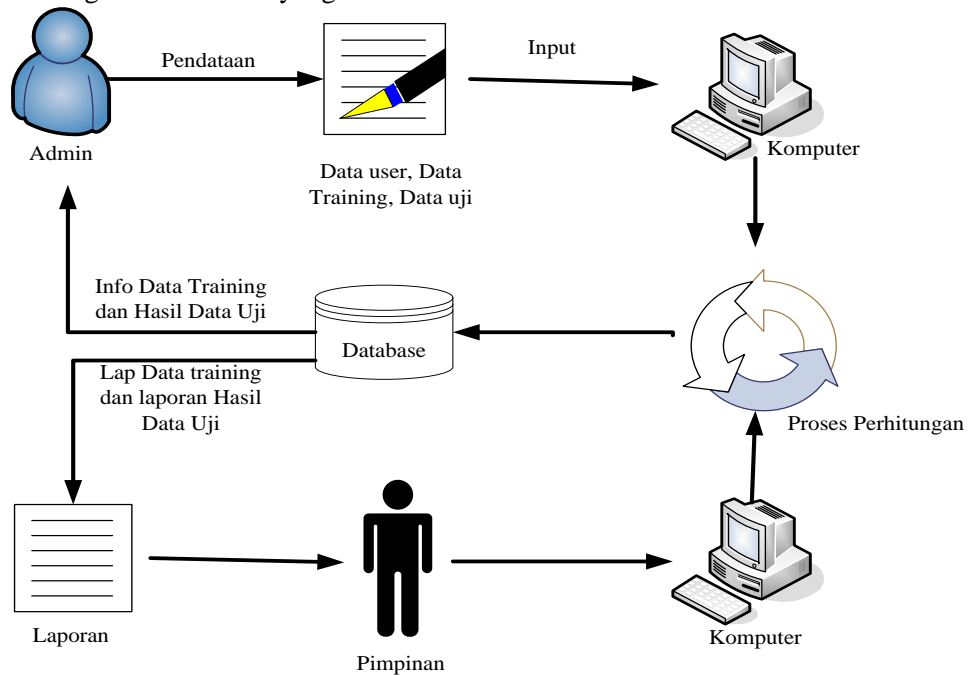 Pendataan
Input
Admin
Data user, Data
Training, Data uji
Komputer
Info Data Training
dan Hasil Data Uji
Database
Lap Data training
dan laporan Hasil
Data Uji
Proses Perhitungan
Laporan
Pimpinan
Komputer